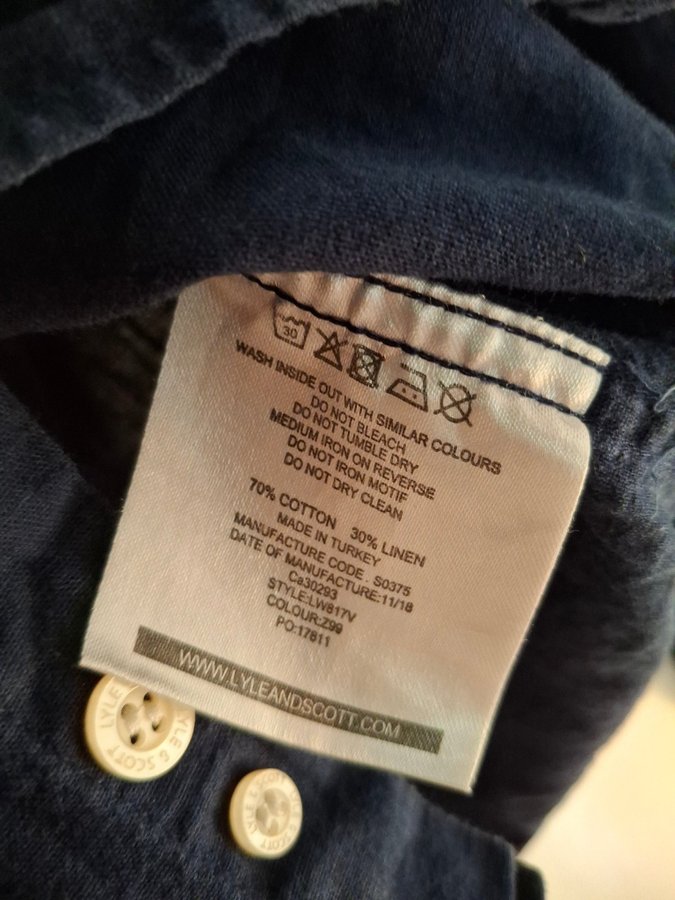 30
WASH INSIDE OUT WITH SIMILAR COLOURS
DO NOT BLEACH
DO NOT TUMBLE DRY
MEDIUM IRON ON REVERSE
DO NOT IRON MOTIF
DO NOT DRY CLEAN
70% COTTON 30% LINEN
MADE IN TURKEY
MANUFACTURE CODE . S0375
DATE OF MANUFACTURE:11/18
Ca30293
STYLE:LW817V
COLOUR:Z99
PO:17811
WWW.LYLEANDSCOTT.COM
LYLE
LYLE & SCOTT
LYLE & SCOTT